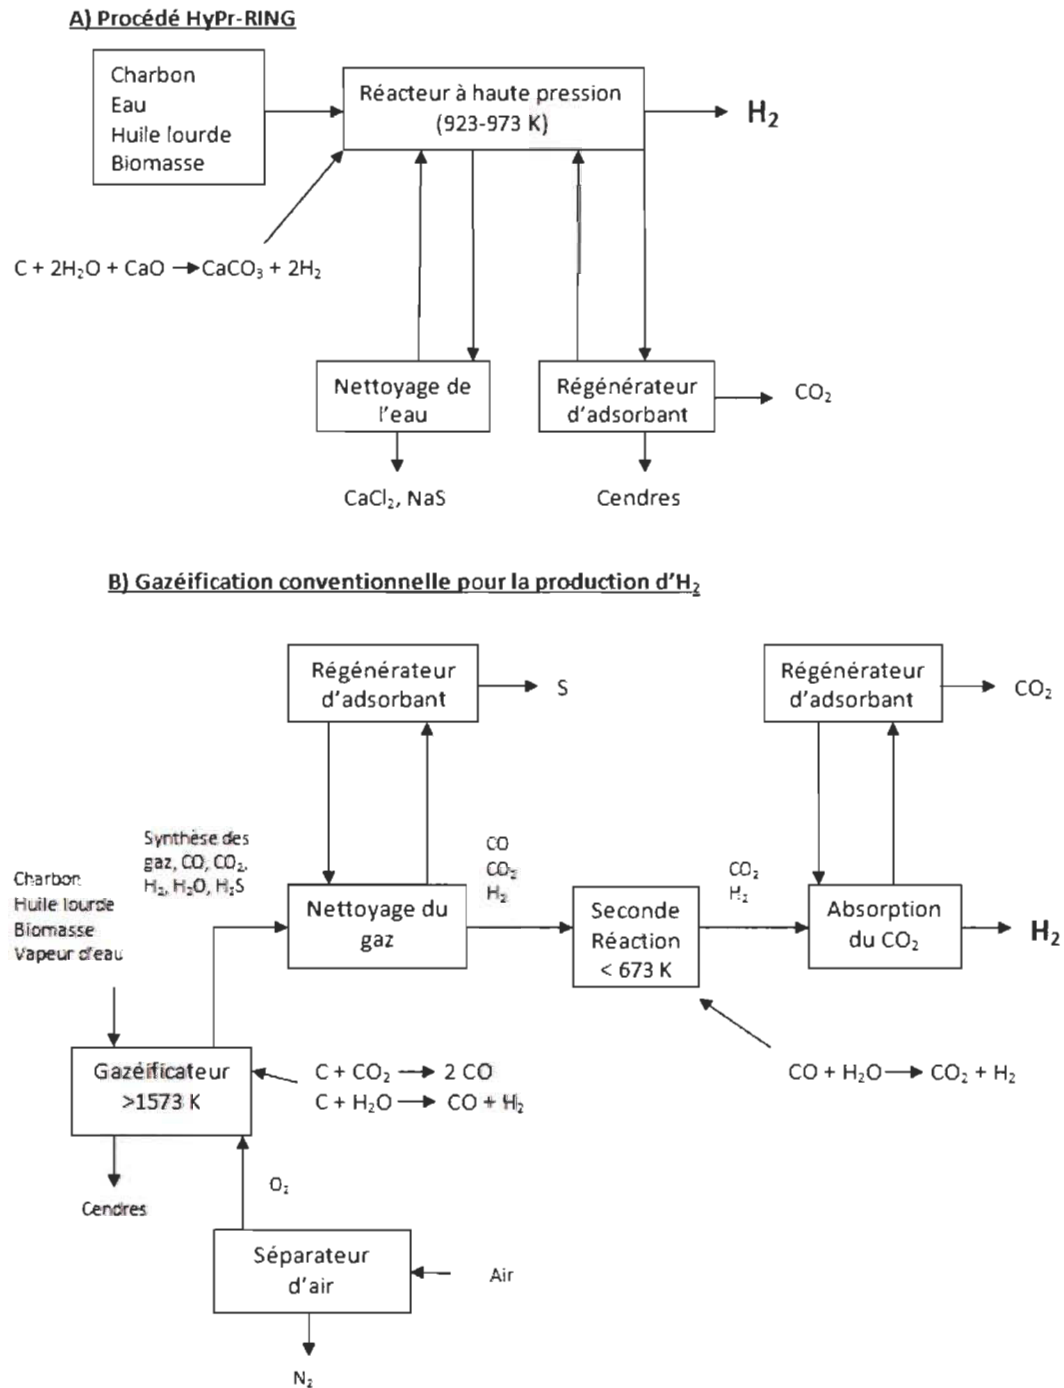 A) Procédé HyPr-RING
Charbon
Eau
Huile lourde
Biomasse
Réacteur à haute pression
(923-973 K)
H₂
C + 2H₂O + CaO → CaCO₃ + 2H₂
Nettoyage de
l'eau
Régénérateur
d'adsorbant
CO₂
CaCl₂, NaS
Cendres
B) Gazéification conventionnelle pour la production d'H₂
Régénérateur
d'adsorbant
S
Régénérateur
d'adsorbant
CO₂
Synthèse des
gaz, CO, CO₂,
H₂, H₂O, H₂S
Charbon
Huile lourde
Biomasse
Vapeur d'eau
Nettoyage du
gaz
CO
CO₂
H₂
Seconde
Réaction
< 673 K
CO₂
H₂
Absorption
du CO₂
H₂
Gazéificateur
>1573 K
C + CO₂ → 2 CO
C + H₂O → CO + H₂
CO + H₂O → CO₂ + H₂
Cendres
O₂
Séparateur
d'air
Air
N₂